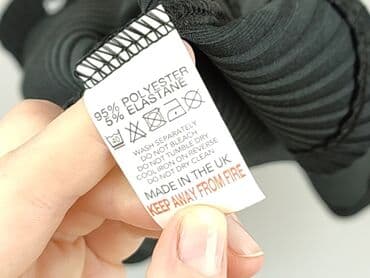 95% POLYESTER
5% ELASTANE
WASH SEPARATELY
DO NOT BLEACH
DO NOT TUMBLE DRY
COOL IRON ON REVERSE
DO NOT DRY CLEAN
MADE IN THE UK
KEEP AWAY FROM FIRE